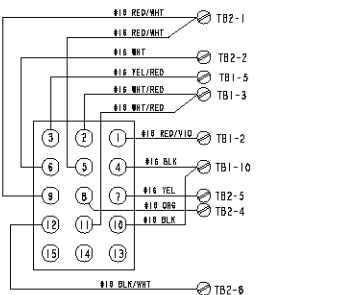 #18 RED/WHT
TB2-1
#18 RED/WHT
#16 WHT
TB2-2
#16 YEL/RED
TB1-5
#16 WHT/RED
TB1-3
#18 WHT/RED
3 2 1
#18 RED/VIO
TB1-2
6 5 4
#16 BLK
TB1-10
9 8 7
#16 YEL
TB2-5
#18 ORG
TB2-4
12 11 10
#18 BLK
15 14 13
#18 BLK/WHT
TB2-8